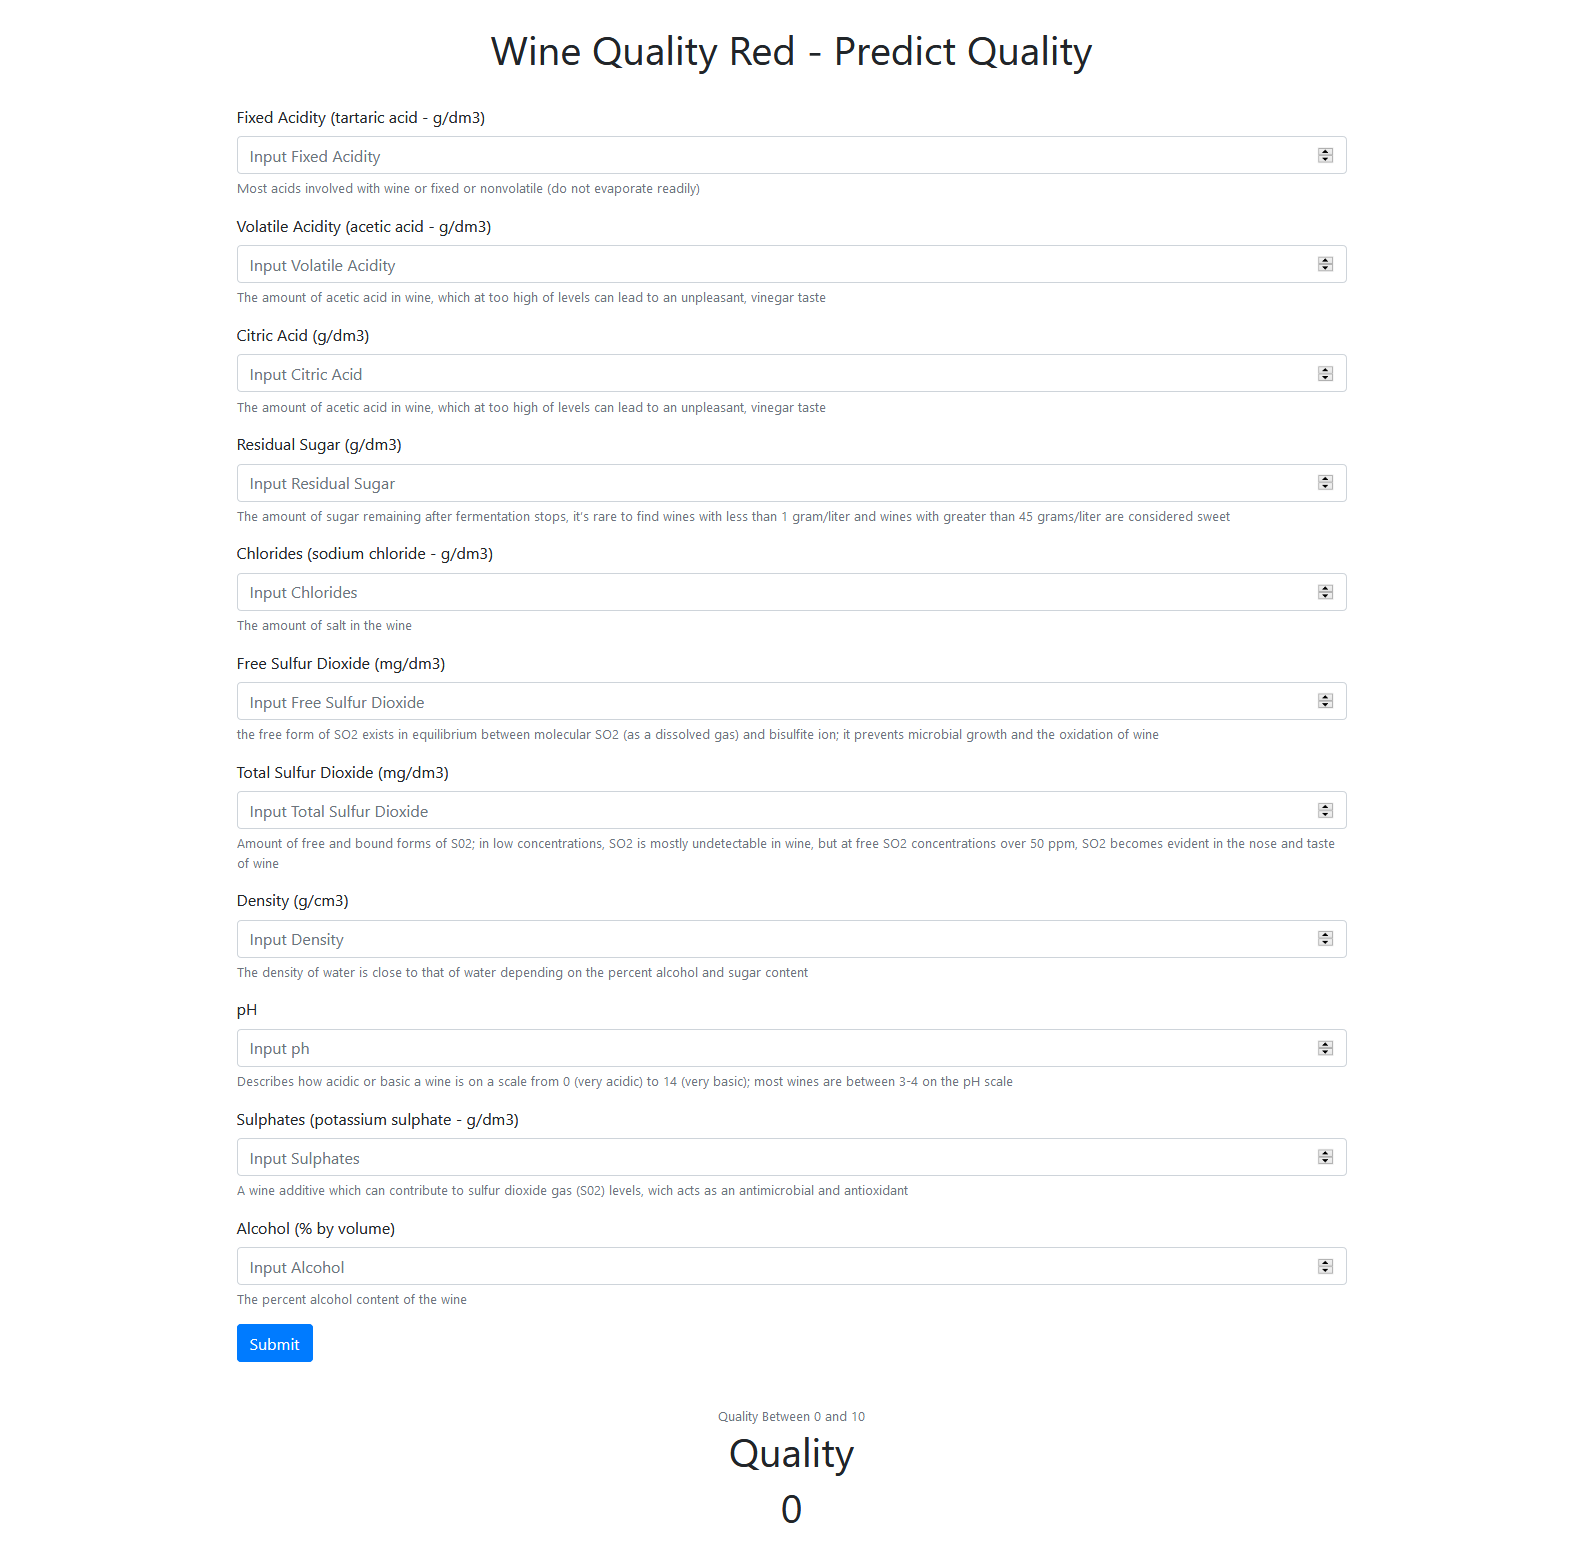 Wine Quality Red - Predict Quality
Fixed Acidity (tartaric acid - g/dm3)
Input Fixed Acidity
Most acids involved with wine or fixed or nonvolatile (do not evaporate readily)
Volatile Acidity (acetic acid - g/dm3)
Input Volatile Acidity
The amount of acetic acid in wine, which at too high of levels can lead to an unpleasant, vinegar taste
Citric Acid (g/dm3)
Input Citric Acid
The amount of acetic acid in wine, which at too high of levels can lead to an unpleasant, vinegar taste
Residual Sugar (g/dm3)
Input Residual Sugar
The amount of sugar remaining after fermentation stops, it's rare to find wines with less than 1 gram/liter and wines with greater than 45 grams/liter are considered sweet
Chlorides (sodium chloride - g/dm3)
Input Chlorides
The amount of salt in the wine
Free Sulfur Dioxide (mg/dm3)
Input Free Sulfur Dioxide
the free form of SO2 exists in equilibrium between molecular SO2 (as a dissolved gas) and bisulfite ion; it prevents microbial growth and the oxidation of wine
Total Sulfur Dioxide (mg/dm3)
Input Total Sulfur Dioxide
Amount of free and bound forms of S02; in low concentrations, SO2 is mostly undetectable in wine, but at free SO2 concentrations over 50 ppm, SO2 becomes evident in the nose and taste
of wine
Density (g/cm3)
Input Density
The density of water is close to that of water depending on the percent alcohol and sugar content
pH
Input ph
Describes how acidic or basic a wine is on a scale from 0 (very acidic) to 14 (very basic); most wines are between 3-4 on the pH scale
Sulphates (potassium sulphate - g/dm3)
Input Sulphates
A wine additive which can contribute to sulfur dioxide gas (S02) levels, wich acts as an antimicrobial and antioxidant
Alcohol (% by volume)
Input Alcohol
The percent alcohol content of the wine
Submit
Quality Between 0 and 10
Quality
0